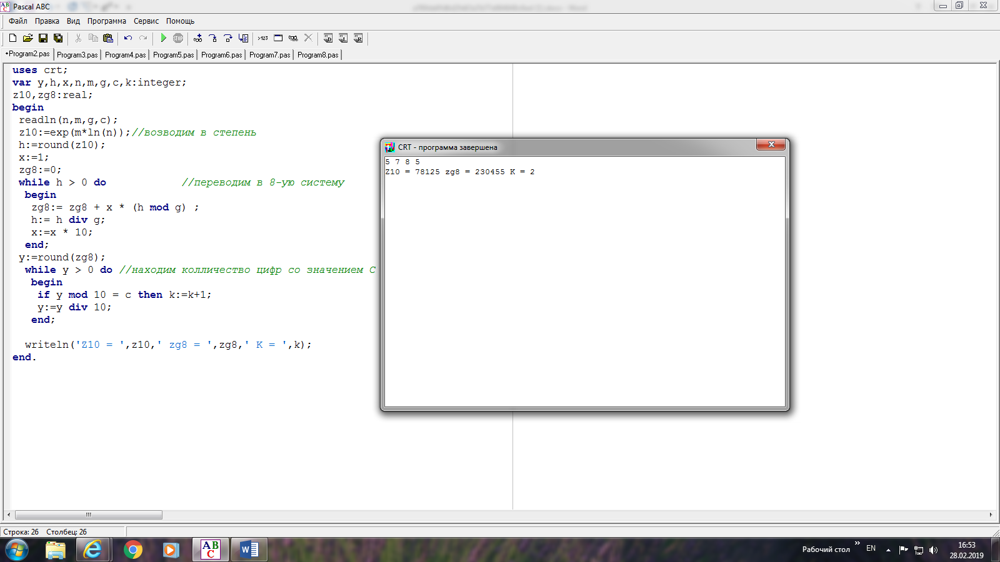 Pascal ABC
Файл Правка Вид Программа Сервис Помощь
•Program2.pas Program3.pas Program4.pas Program5.pas Program6.pas Program7.pas Program8.pas
uses crt;
var y,h,x,n,m,g,c,k:integer;
z10,zg8:real;
begin
readln(n,m,g,c);
z10:=exp(m*ln(n));//возводим в степень
h:=round(z10);
x:=1;
zg8:=0;
while h > 0 do //переводим в 8-ую систему
begin
zg8:= zg8 + x * (h mod g) ;
h:= h div g;
x:=x * 10;
end;
y:=round(zg8);
while y > 0 do //находим колличество цифр со значением С
begin
if y mod 10 = c then k:=k+1;
y:=y div 10;
end;
writeln('Z10 = ',z10,' zg8 = ',zg8,' K = ',k);
end.
CRT - программа завершена
5 7 8 5
Z10 = 78125 zg8 = 230455 K = 2
Строка: 26 Столбец: 26
Рабочий стол » EN 16:53
28.02.2019